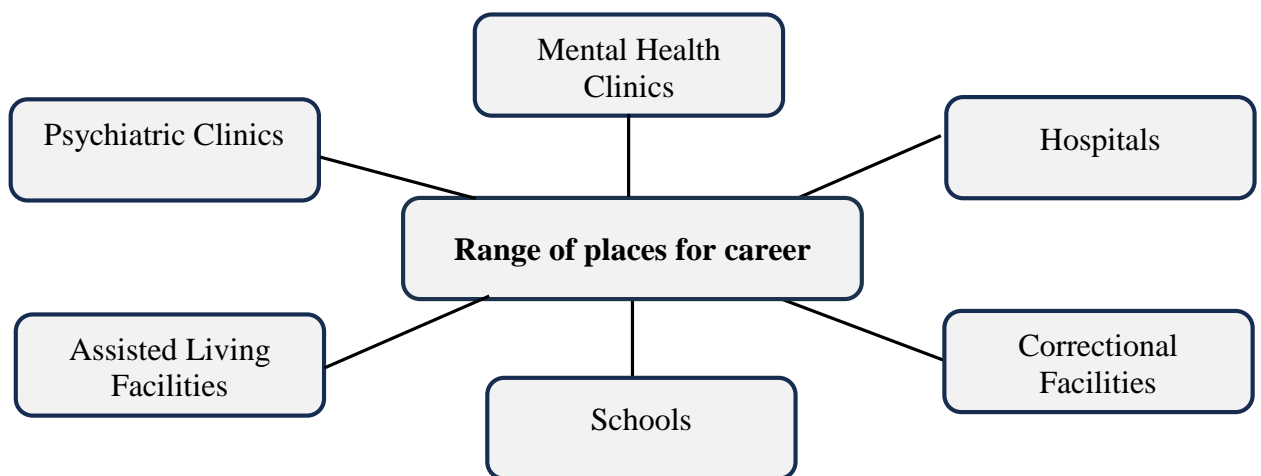 Mental Health
Clinics
Psychiatric Clinics
Hospitals
Range of places for career
Assisted Living
Facilities
Correctional
Facilities
Schools